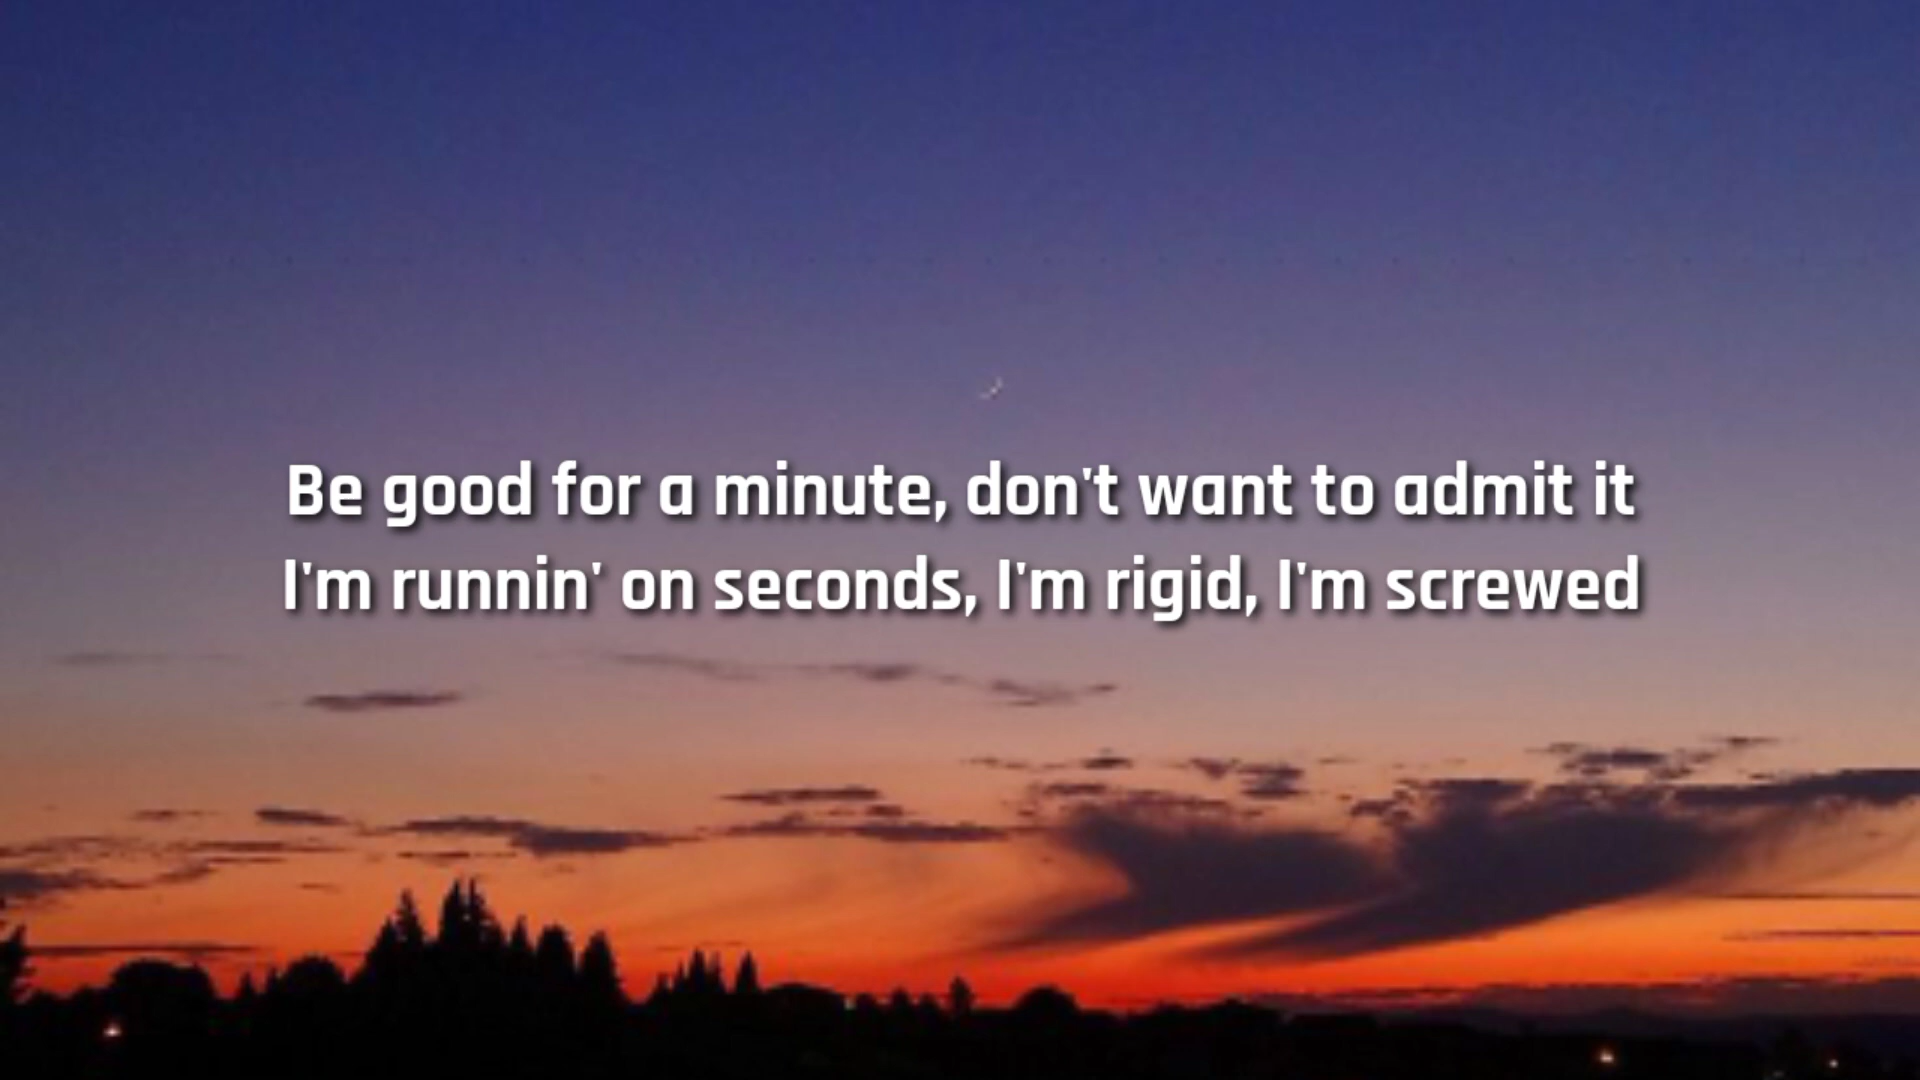 Be good for a minute, don't want to admit it
I'm runnin' on seconds, I'm rigid, I'm screwed